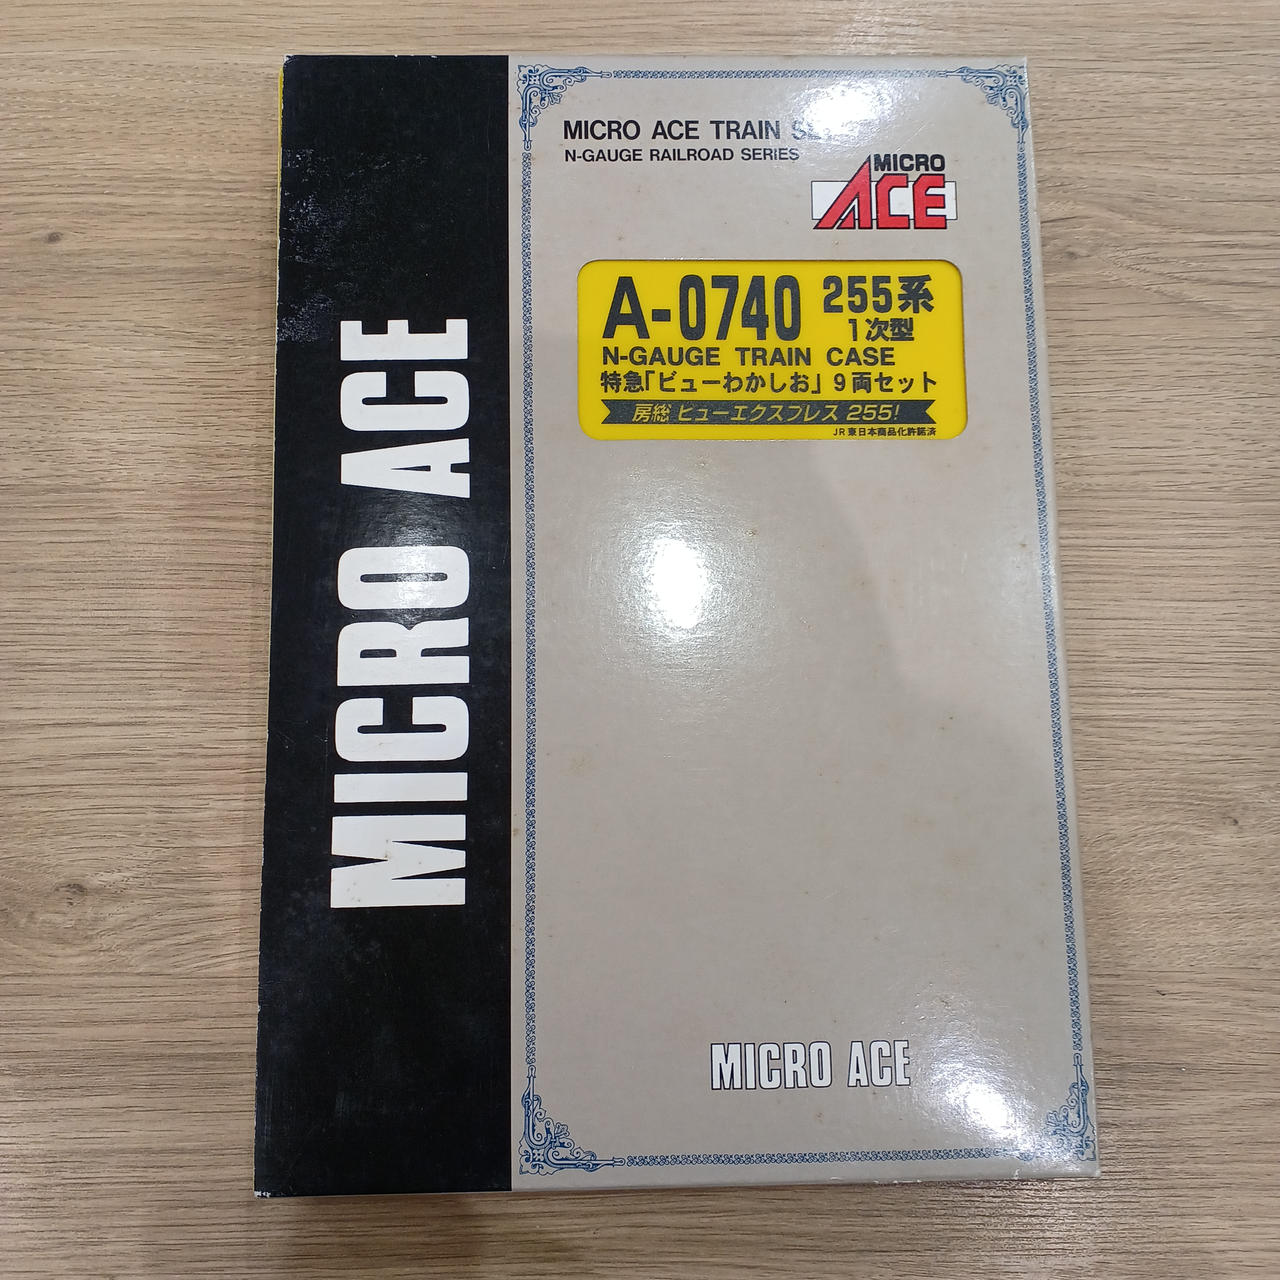 MICRO ACE
MICRO ACE TRAIN
N-GAUGE RAILROAD SERIES
MICRO
ACE
A-0740 255系
1次型
N-GAUGE TRAIN CASE
特急「ビューわかしお」9両セット
房総 ビューエクスプレス 255!
JR東日本商品化許諾済
MICRO ACE